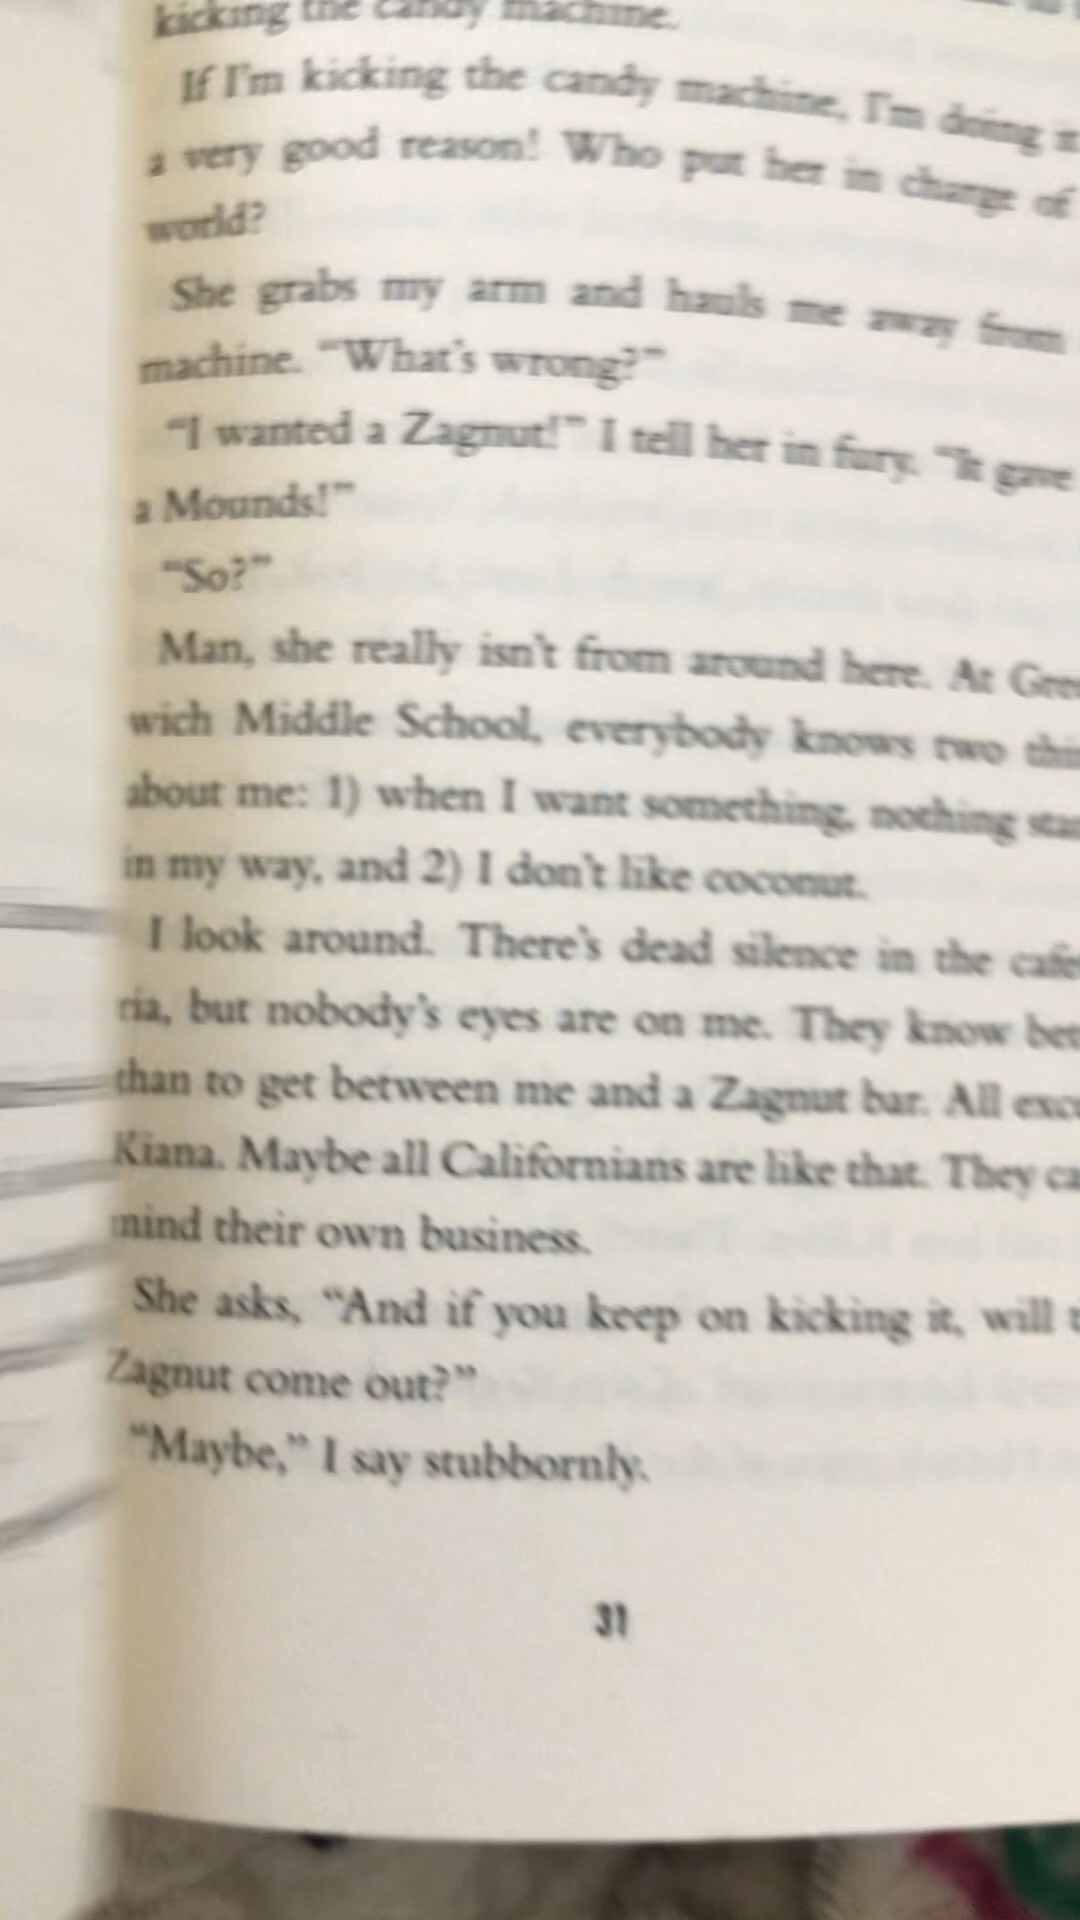 kicking the candy machine.
If I'm kicking the candy machine, I'm doing it
a very good reason! Who put her in charge of
world?
She grabs my arm and hauls me away from
machine. “What's wrong?”
“I wanted a Zagnut!” I tell her in fury. “It gave
a Mounds!”
“So?”
Man, she really isn't from around here. At Gree
wich Middle School, everybody knows two thi
about me: 1) when I want something, nothing sta
in my way, and 2) I don't like coconut.
I look around. There's dead silence in the cafe
ria, but nobody's eyes are on me. They know bet
than to get between me and a Zagnut bar. All exc
Kiana. Maybe all Californians are like that. They ca
mind their own business.
She asks, “And if you keep on kicking it, will t
Zagnut come out?”
“Maybe,” I say stubbornly.
31